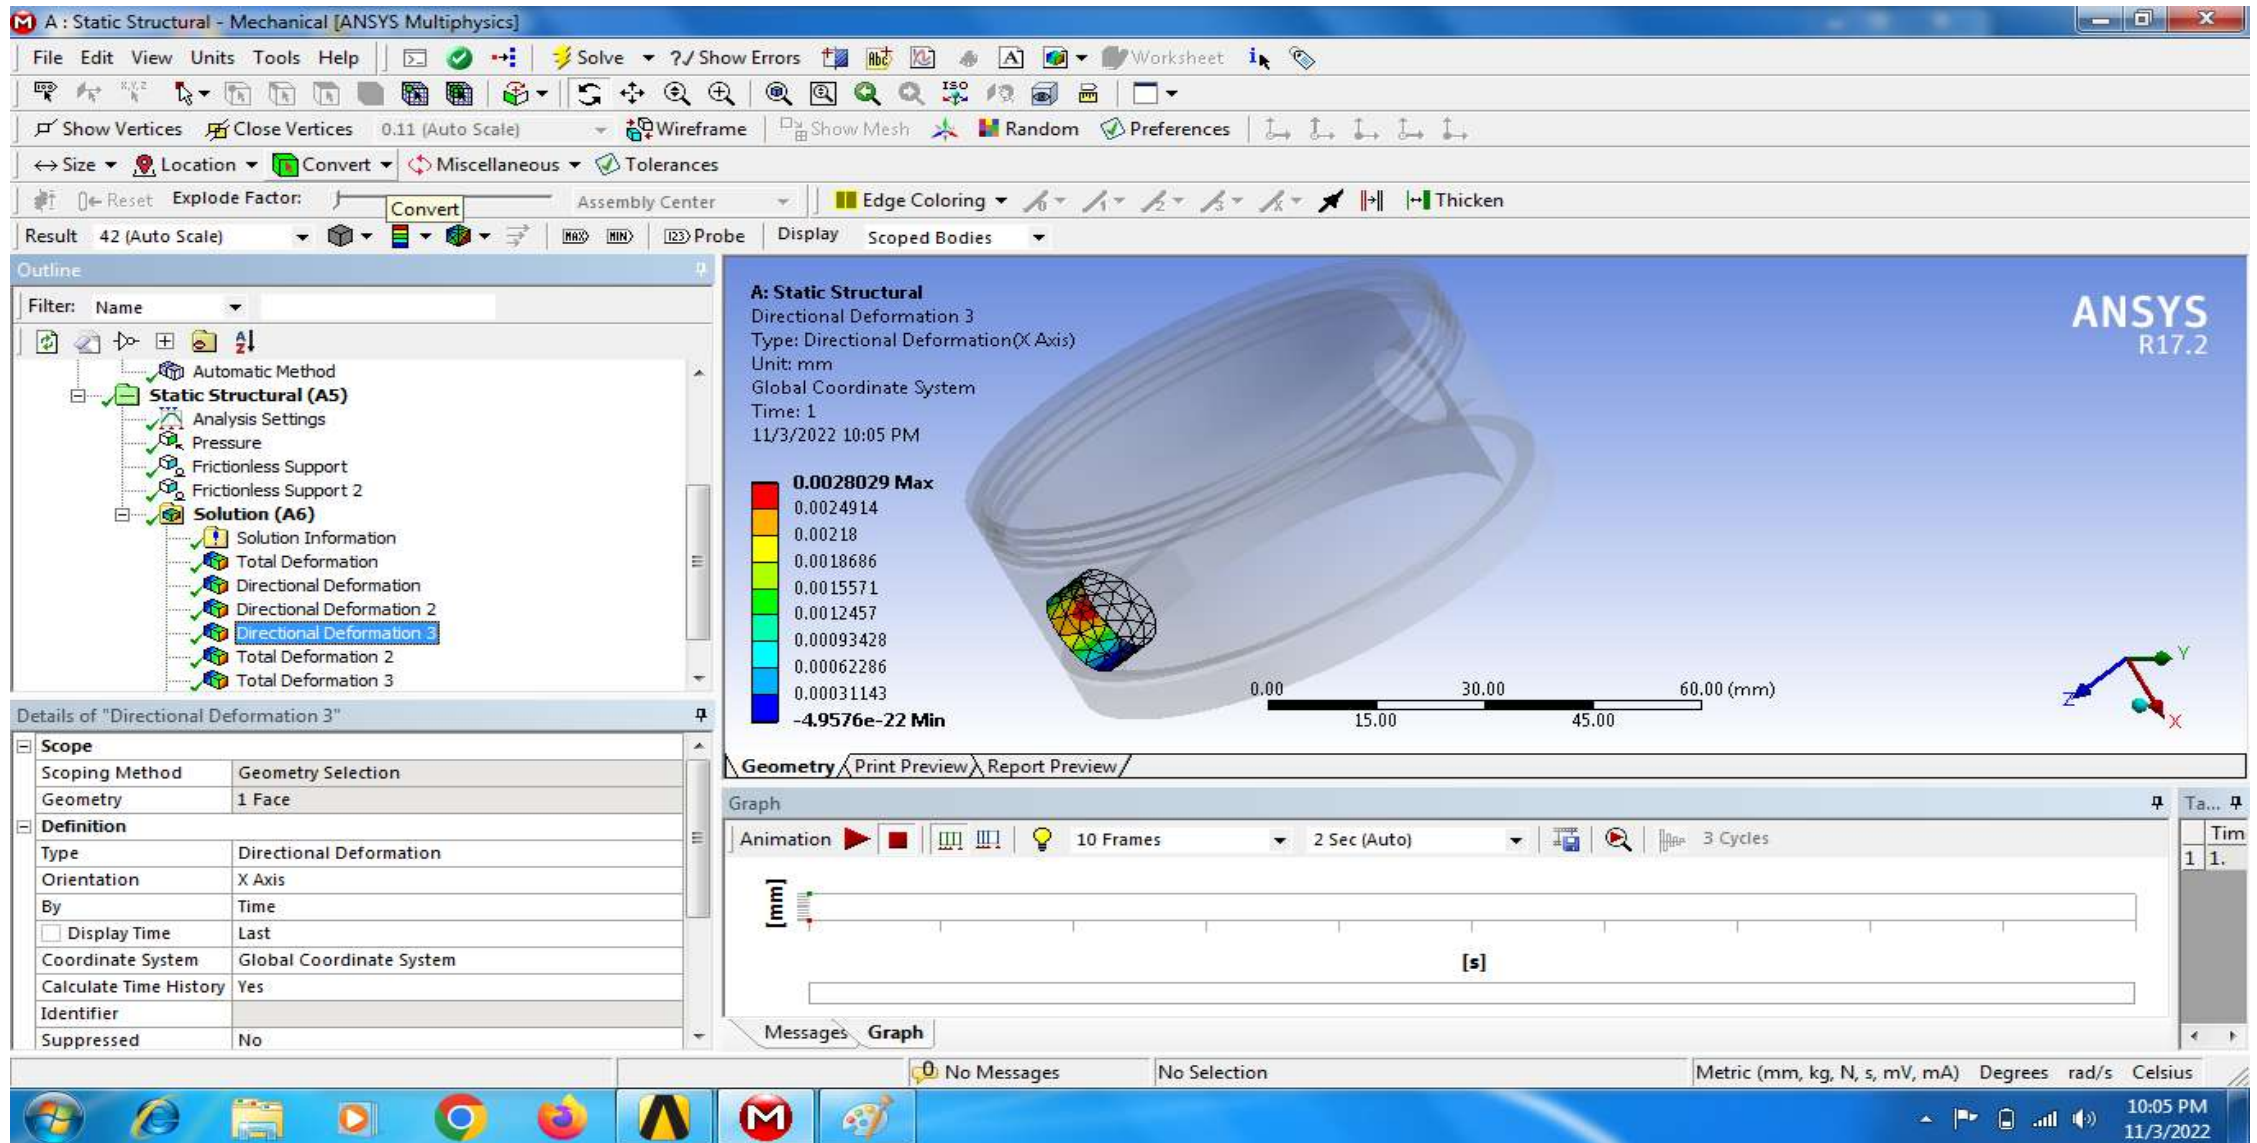 A : Static Structural - Mechanical [ANSYS Multiphysics]
File Edit View Units Tools Help Solve ?/ Show Errors Worksheet
Show Vertices Close Vertices 0.11 (Auto Scale) Wireframe Show Mesh Random Preferences
Size Location Convert Miscellaneous Tolerances
Reset Explode Factor: Assembly Center Edge Coloring Thicken
Convert
Result 42 (Auto Scale) MAX MIN 123 Probe Display Scoped Bodies
Outline
Filter: Name
Automatic Method
Static Structural (A5)
Analysis Settings
Pressure
Frictionless Support
Frictionless Support 2
Solution (A6)
Solution Information
Total Deformation
Directional Deformation
Directional Deformation 2
Directional Deformation 3
Total Deformation 2
Total Deformation 3
Details of "Directional Deformation 3"
Scope
Scoping Method Geometry Selection
Geometry 1 Face
Definition
Type Directional Deformation
Orientation X Axis
By Time
Display Time Last
Coordinate System Global Coordinate System
Calculate Time History Yes
Identifier
Suppressed No
A: Static Structural
Directional Deformation 3
Type: Directional Deformation(X Axis)
Unit: mm
Global Coordinate System
Time: 1
11/3/2022 10:05 PM
0.0028029 Max
0.0024914
0.00218
0.0018686
0.0015571
0.0012457
0.00093428
0.00062286
0.00031143
-4.9576e-22 Min
ANSYS
R17.2
0.00 30.00 60.00 (mm)
15.00 45.00
Y
Z
X
Geometry Print Preview Report Preview
Graph Ta...
Animation 10 Frames 2 Sec (Auto) 3 Cycles
Tim
1 1.
[mm]
[s]
Messages Graph
0 No Messages No Selection Metric (mm, kg, N, s, mV, mA) Degrees rad/s Celsius
10:05 PM
11/3/2022